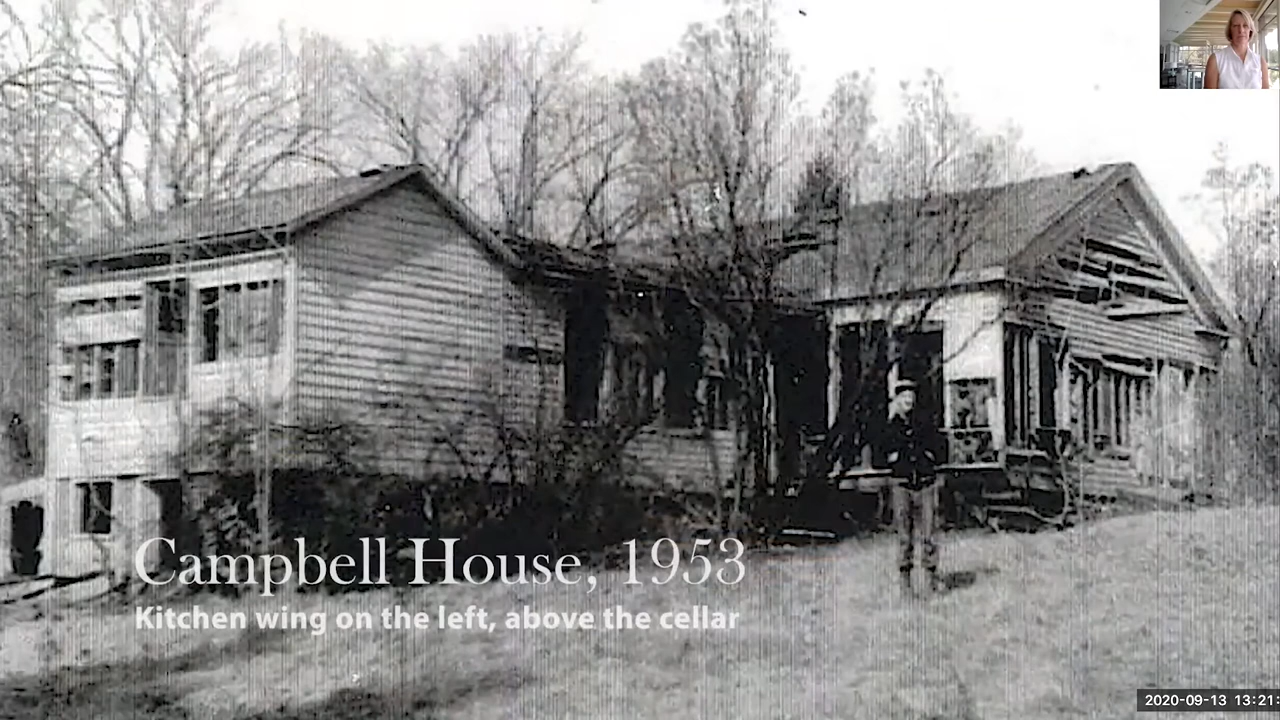 Campbell House, 1953
Kitchen wing on the left, above the cellar
2020-09-13 13:21: